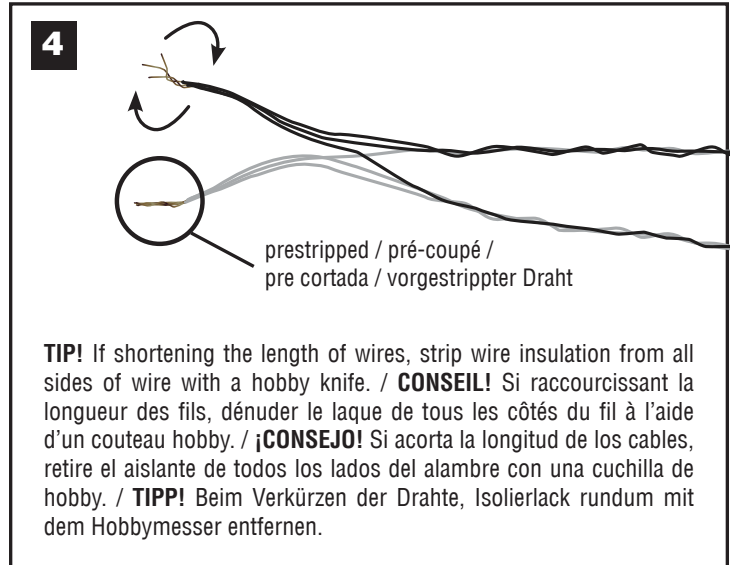 4
prestripped / pré-coupé /
pre cortada / vorgestrippter Draht
TIP! If shortening the length of wires, strip wire insulation from all
sides of wire with a hobby knife. / CONSEIL! Si raccourcissant la
longueur des fils, dénuder le laque de tous les côtés du fil à l’aide
d’un couteau hobby. / ¡CONSEJO! Si acorta la longitud de los cables,
retire el aislante de todos los lados del alambre con una cuchilla de
hobby. / TIPP! Beim Verkürzen der Drahte, Isolierlack rundum mit
dem Hobbymesser entfernen.